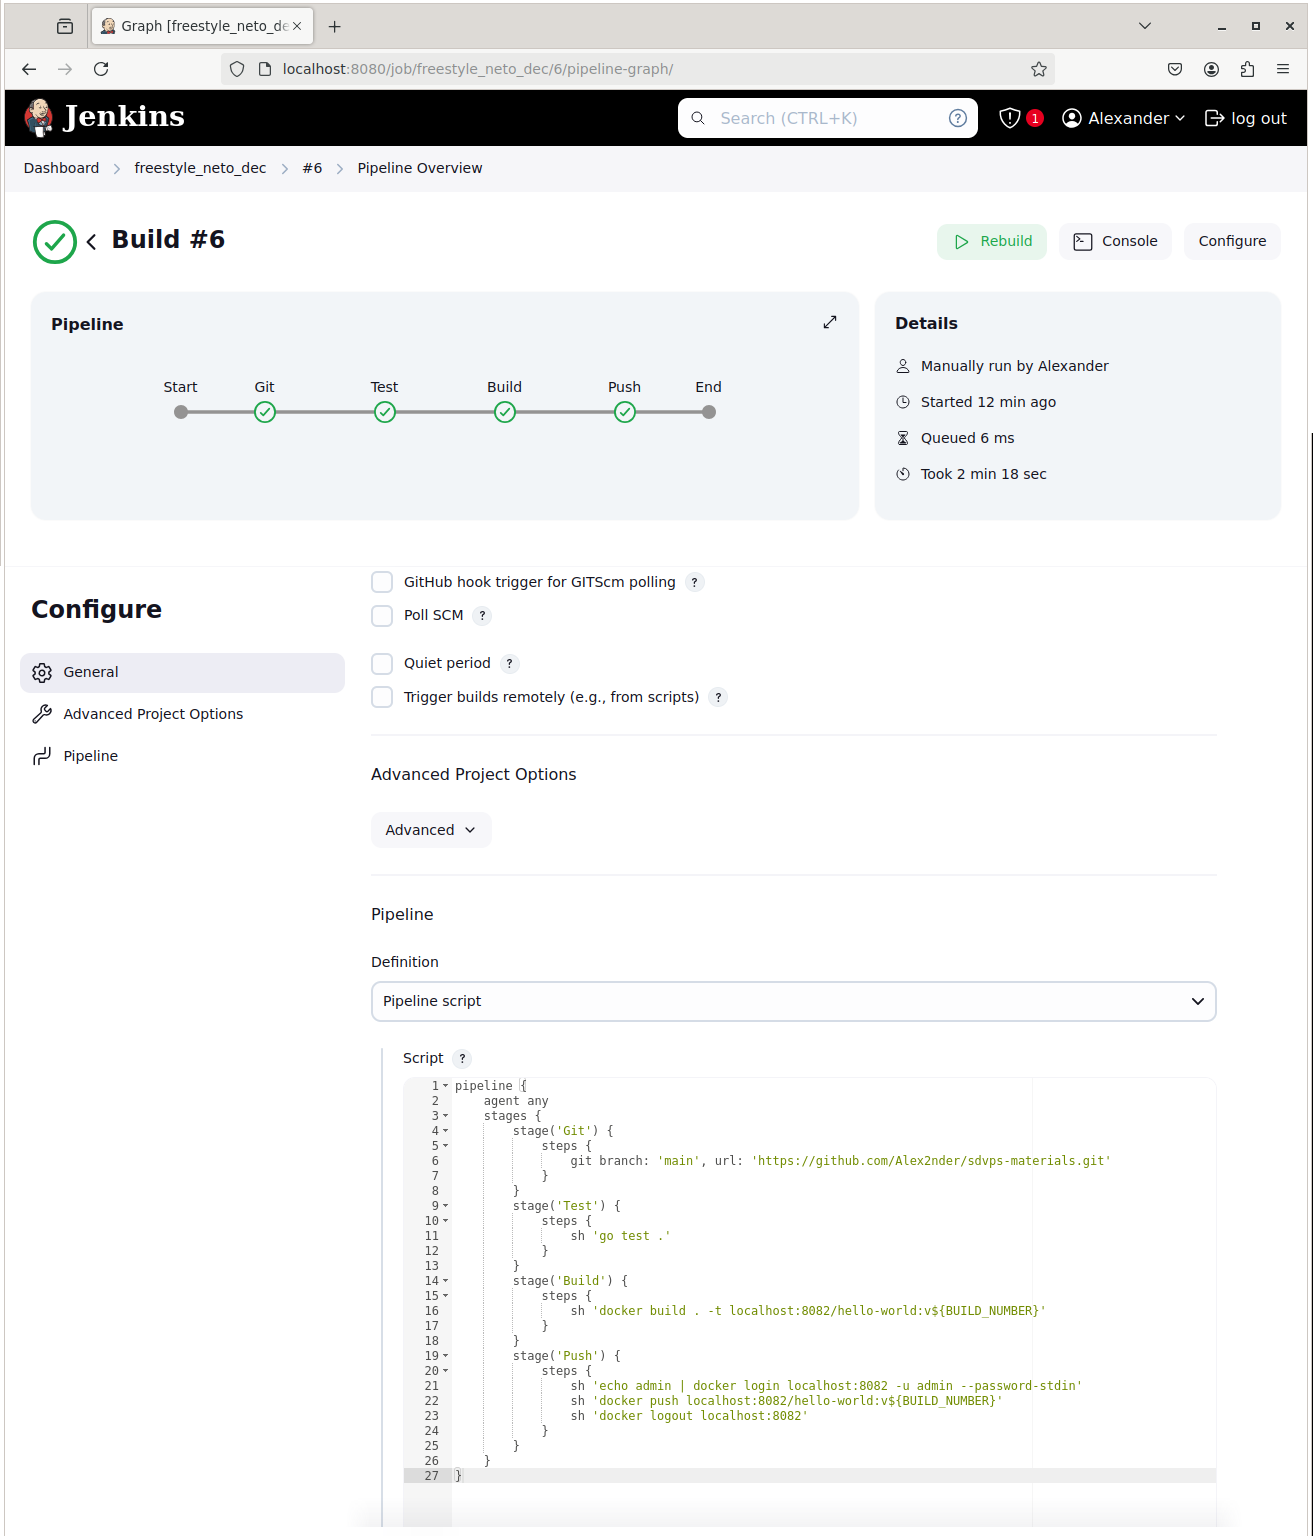 Graph [freestyle_neto_de
localhost:8080/job/freestyle_neto_dec/6/pipeline-graph/
Jenkins
Search (CTRL+K)
?
1
Alexander
log out
Dashboard
freestyle_neto_dec
#6
Pipeline Overview
Build #6
Rebuild
Console
Configure
Pipeline
Start
Git
Test
Build
Push
End
Details
Manually run by Alexander
Started 12 min ago
Queued 6 ms
Took 2 min 18 sec
Configure
General
Advanced Project Options
Pipeline
GitHub hook trigger for GITScm polling ?
Poll SCM ?
Quiet period ?
Trigger builds remotely (e.g., from scripts) ?
Advanced Project Options
Advanced
Pipeline
Definition
Pipeline script
Script ?
1 pipeline {
2     agent any
3     stages {
4         stage('Git') {
5             steps {
6                 git branch: 'main', url: 'https://github.com/Alex2nder/sdvps-materials.git'
7             }
8         }
9         stage('Test') {
10             steps {
11                 sh 'go test .'
12             }
13         }
14         stage('Build') {
15             steps {
16                 sh 'docker build . -t localhost:8082/hello-world:v${BUILD_NUMBER}'
17             }
18         }
19         stage('Push') {
20             steps {
21                 sh 'echo admin | docker login localhost:8082 -u admin --password-stdin'
22                 sh 'docker push localhost:8082/hello-world:v${BUILD_NUMBER}'
23                 sh 'docker logout localhost:8082'
24             }
25         }
26     }
27 }